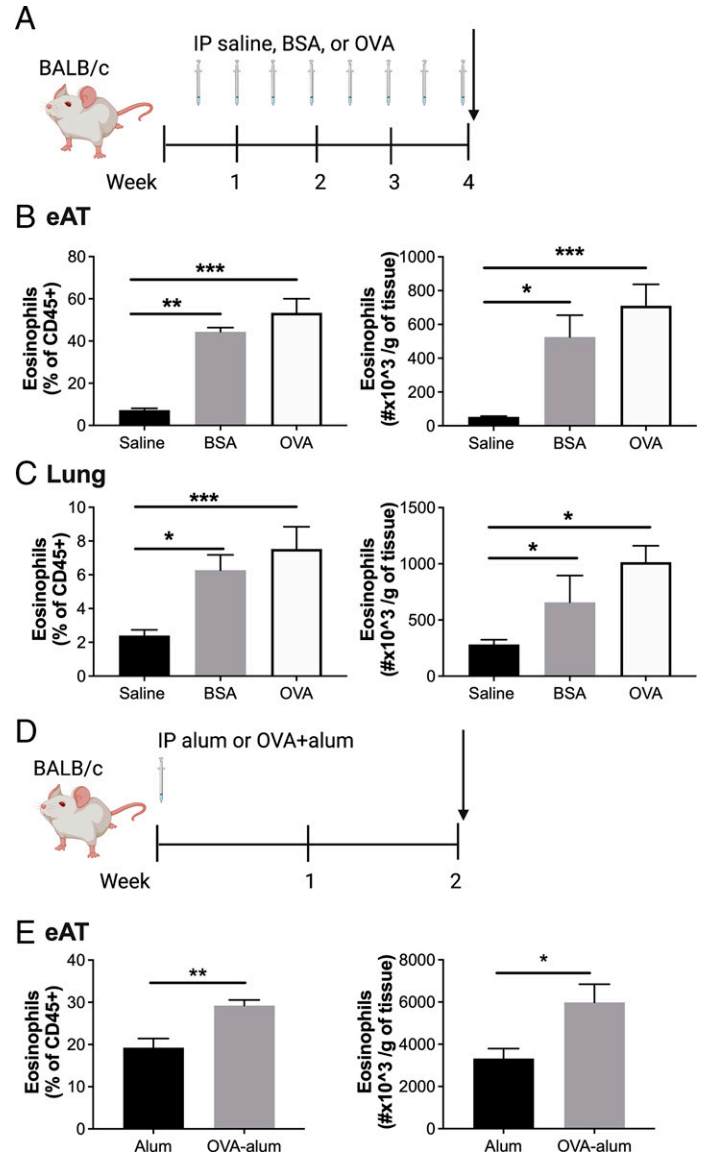 A
IP saline, BSA, or OVA
BALB/c
Week 1 2 3 4
B eAT
Eosinophils
(% of CD45+)
80
60
40
20
0
***
**
Saline BSA OVA
Eosinophils
(#x10^3 /g of tissue)
1000
800
600
400
200
0
***
*
Saline BSA OVA
C Lung
Eosinophils
(% of CD45+)
10
8
6
4
2
0
***
*
Saline BSA OVA
Eosinophils
(#x10^3 /g of tissue)
1500
1000
500
0
*
*
Saline BSA OVA
D
IP alum or OVA+alum
BALB/c
Week 1 2
E eAT
Eosinophils
(% of CD45+)
40
30
20
10
0
**
Alum OVA-alum
Eosinophils
(#x10^3 /g of tissue)
8000
6000
4000
2000
0
*
Alum OVA-alum